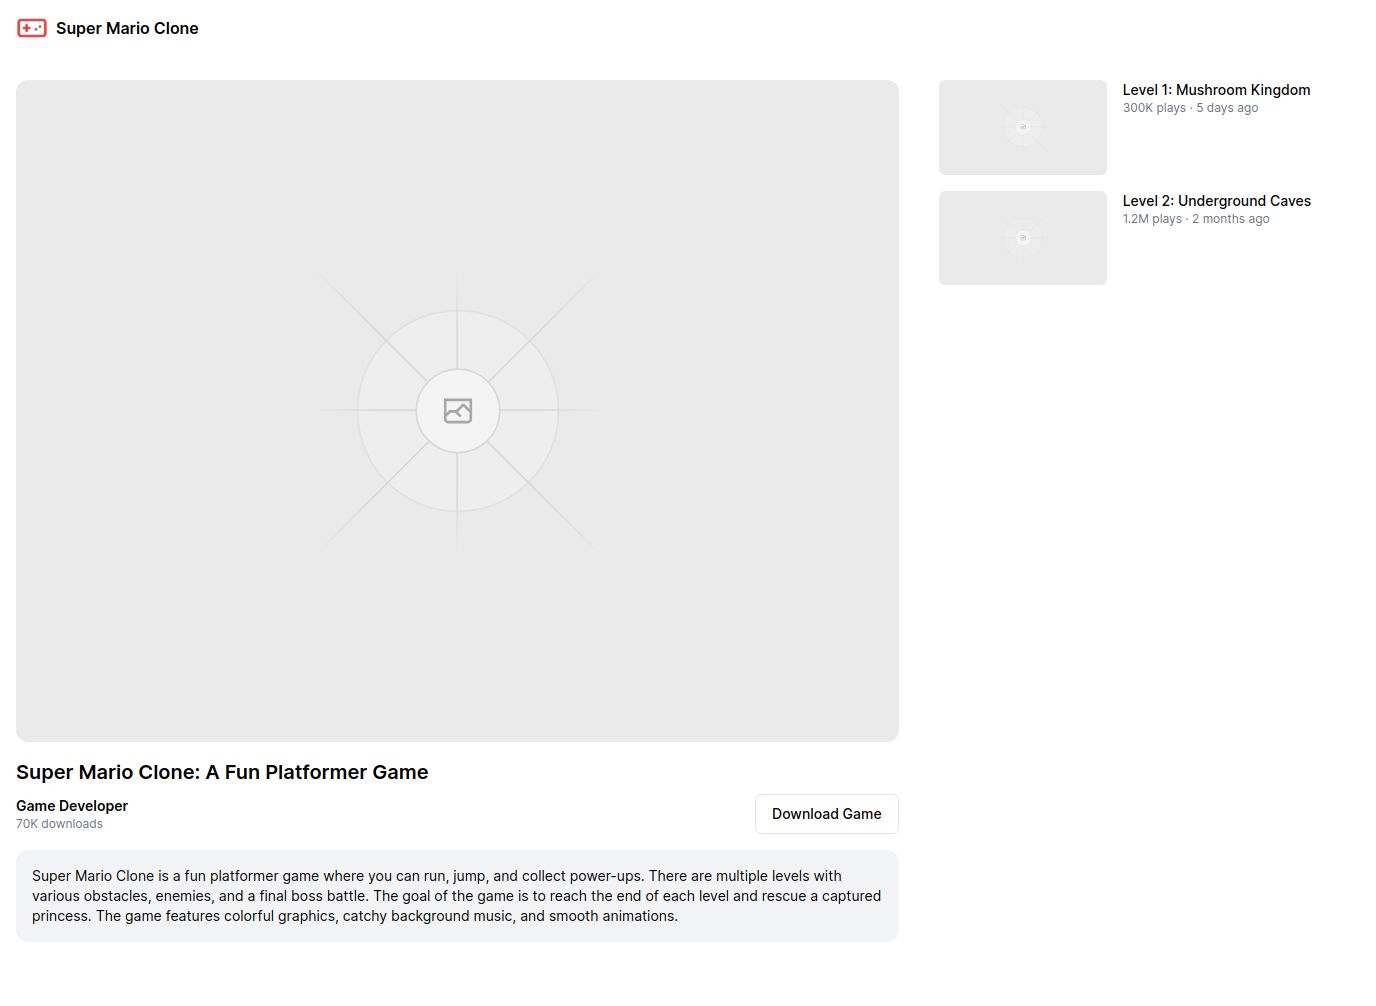 Super Mario Clone
Level 1: Mushroom Kingdom
300K plays · 5 days ago
Level 2: Underground Caves
1.2M plays · 2 months ago
Super Mario Clone: A Fun Platformer Game
Game Developer
70K downloads
Download Game
Super Mario Clone is a fun platformer game where you can run, jump, and collect power-ups. There are multiple levels with
various obstacles, enemies, and a final boss battle. The goal of the game is to reach the end of each level and rescue a captured
princess. The game features colorful graphics, catchy background music, and smooth animations.